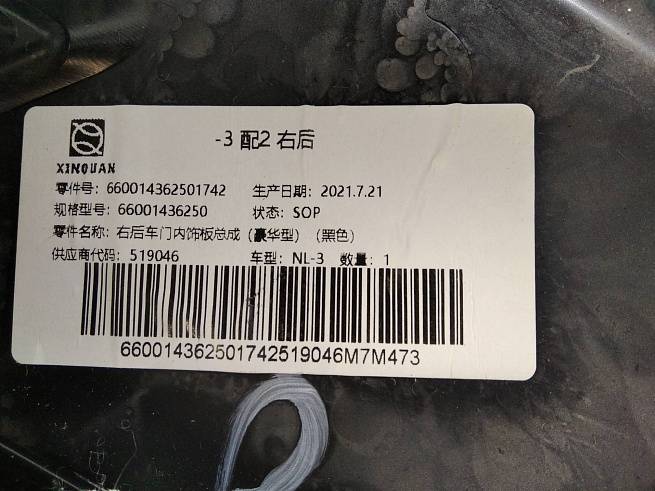 -3 配2 右后
XINQUAN
零件号：660014362501742 生产日期：2021.7.21
规格型号：66001436250 状态：SOP
零件名称：右后车门内饰板总成（豪华型）（黑色）
供应商代码：519046 车型：NL-3 数量：1
660014362501742519046M7M473